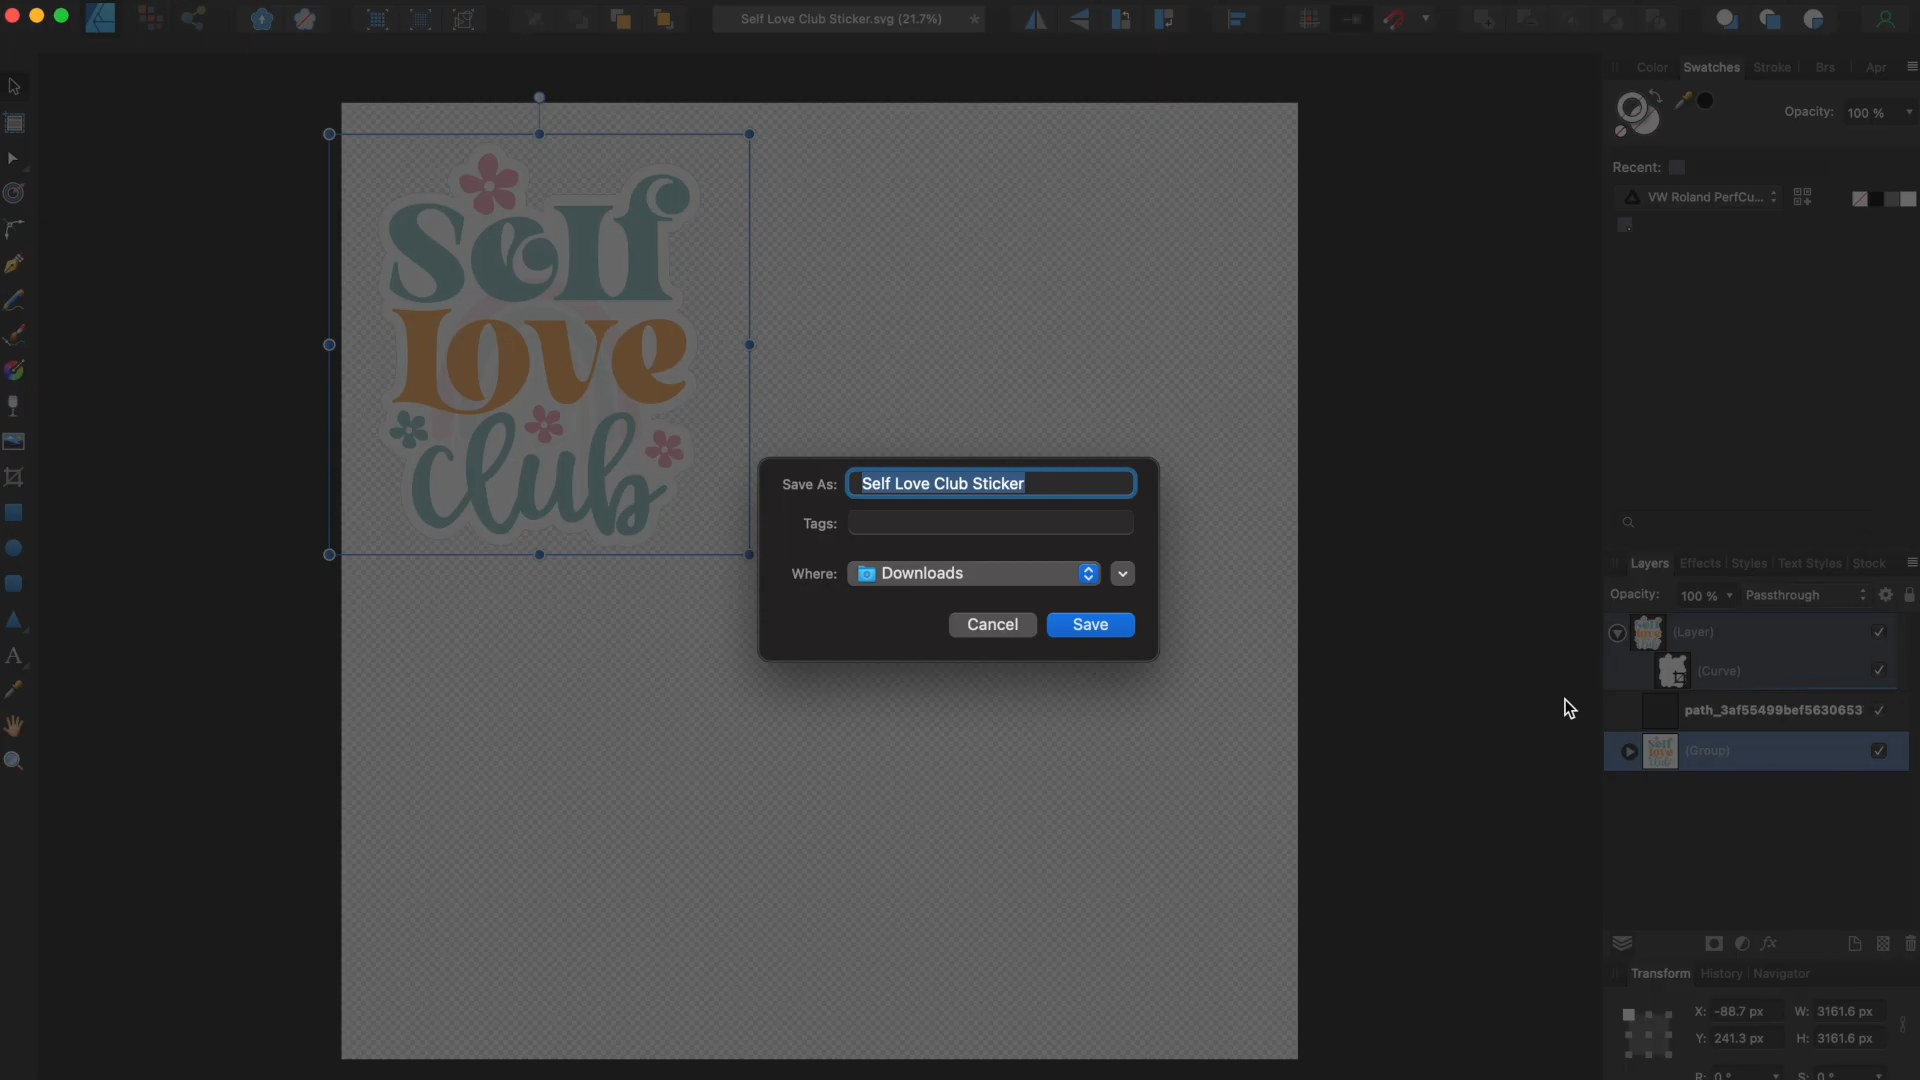 Self Love Club Sticker.svg (21.7%)
Color Swatches Stroke Brs Apr
Opacity: 100 %
Recent:
VW Roland PerfCu...
Self
love
club
Save As: Self Love Club Sticker
Tags:
Where: Downloads
Cancel Save
Layers Effects Styles Text Styles Stock
Opacity: 100 % Passthrough
(Layer)
(Curve)
path_3af55499bef5630653
(Group)
fx
Transform History Navigator
X: -88.7 px W: 3161.6 px
Y: 241.3 px H: 3161.6 px
R: 0 ° S: 0 °